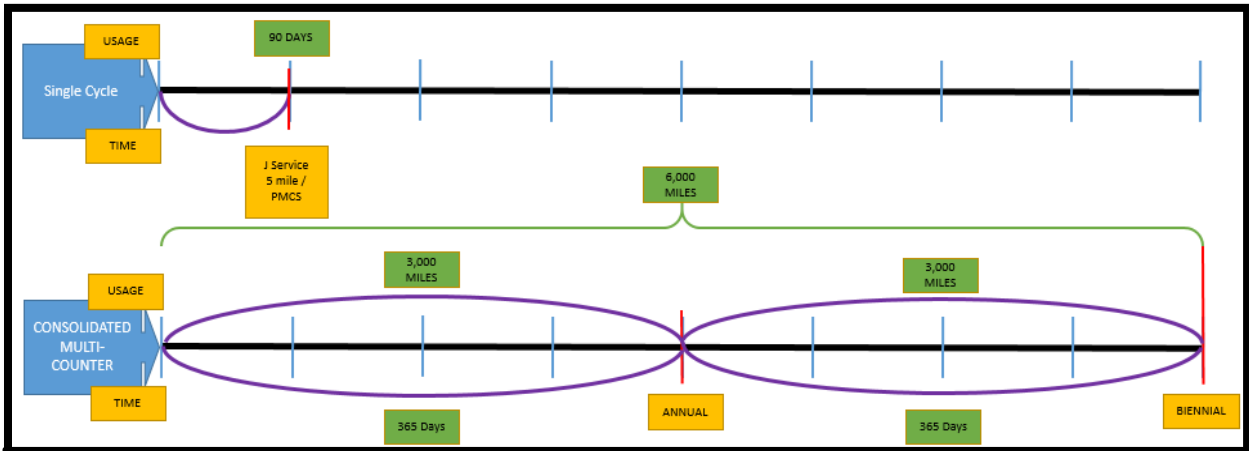 USAGE
90 DAYS
Single Cycle
TIME
J Service
5 mile /
PMCS
6,000
MILES
3,000
MILES
3,000
MILES
USAGE
CONSOLIDATED
MULTI-
COUNTER
TIME
365 Days
ANNUAL
365 Days
BIENNIAL